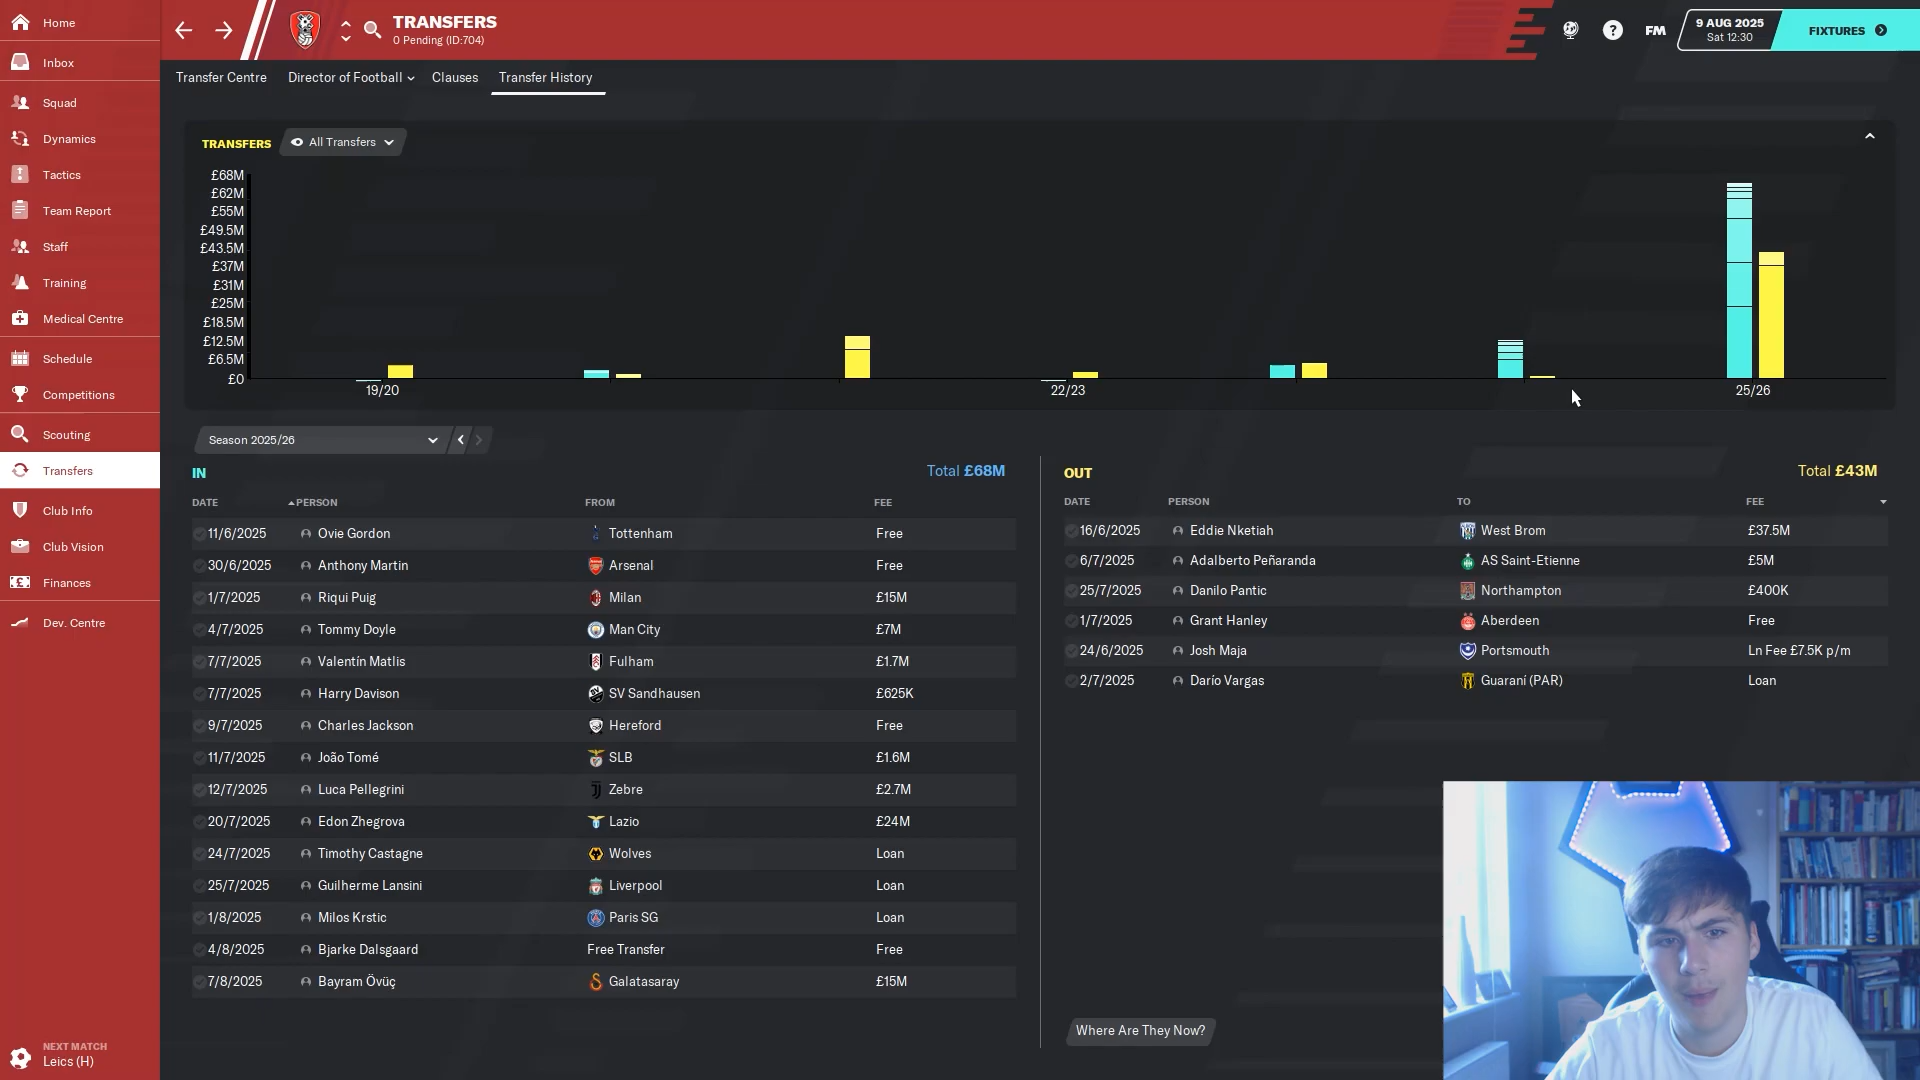 Home
Inbox
Squad
Dynamics
Tactics
Team Report
Staff
Training
Medical Centre
Schedule
Competitions
Scouting
Transfers
Club Info
Club Vision
Finances
Dev. Centre
NEXT MATCH
Leics (H)
TRANSFERS
0 Pending (ID:704)
FM
9 AUG 2025
Sat 12:30
FIXTURES
Transfer Centre
Director of Football
Clauses
Transfer History
TRANSFERS
All Transfers
£68M
£62M
£55M
£49.5M
£43.5M
£37M
£31M
£25M
£18.5M
£12.5M
£6.5M
£0
19/20
22/23
25/26
Season 2025/26
IN
Total £68M
DATE PERSON FROM FEE
11/6/2025 Ovie Gordon Tottenham Free
30/6/2025 Anthony Martin Arsenal Free
1/7/2025 Riqui Puig Milan £15M
4/7/2025 Tommy Doyle Man City £7M
7/7/2025 Valentín Matlis Fulham £1.7M
7/7/2025 Harry Davison SV Sandhausen £625K
9/7/2025 Charles Jackson Hereford Free
11/7/2025 João Tomé SLB £1.6M
12/7/2025 Luca Pellegrini Zebre £2.7M
20/7/2025 Edon Zhegrova Lazio £24M
24/7/2025 Timothy Castagne Wolves Loan
25/7/2025 Guilherme Lansini Liverpool Loan
1/8/2025 Milos Krstic Paris SG Loan
4/8/2025 Bjarke Dalsgaard Free Transfer Free
7/8/2025 Bayram Övüç Galatasaray £15M
OUT
Total £43M
DATE PERSON TO FEE
16/6/2025 Eddie Nketiah West Brom £37.5M
6/7/2025 Adalberto Peñaranda AS Saint-Etienne £5M
25/7/2025 Danilo Pantic Northampton £400K
1/7/2025 Grant Hanley Aberdeen Free
24/6/2025 Josh Maja Portsmouth Ln Fee £7.5K p/m
2/7/2025 Darío Vargas Guaraní (PAR) Loan
Where Are They Now?